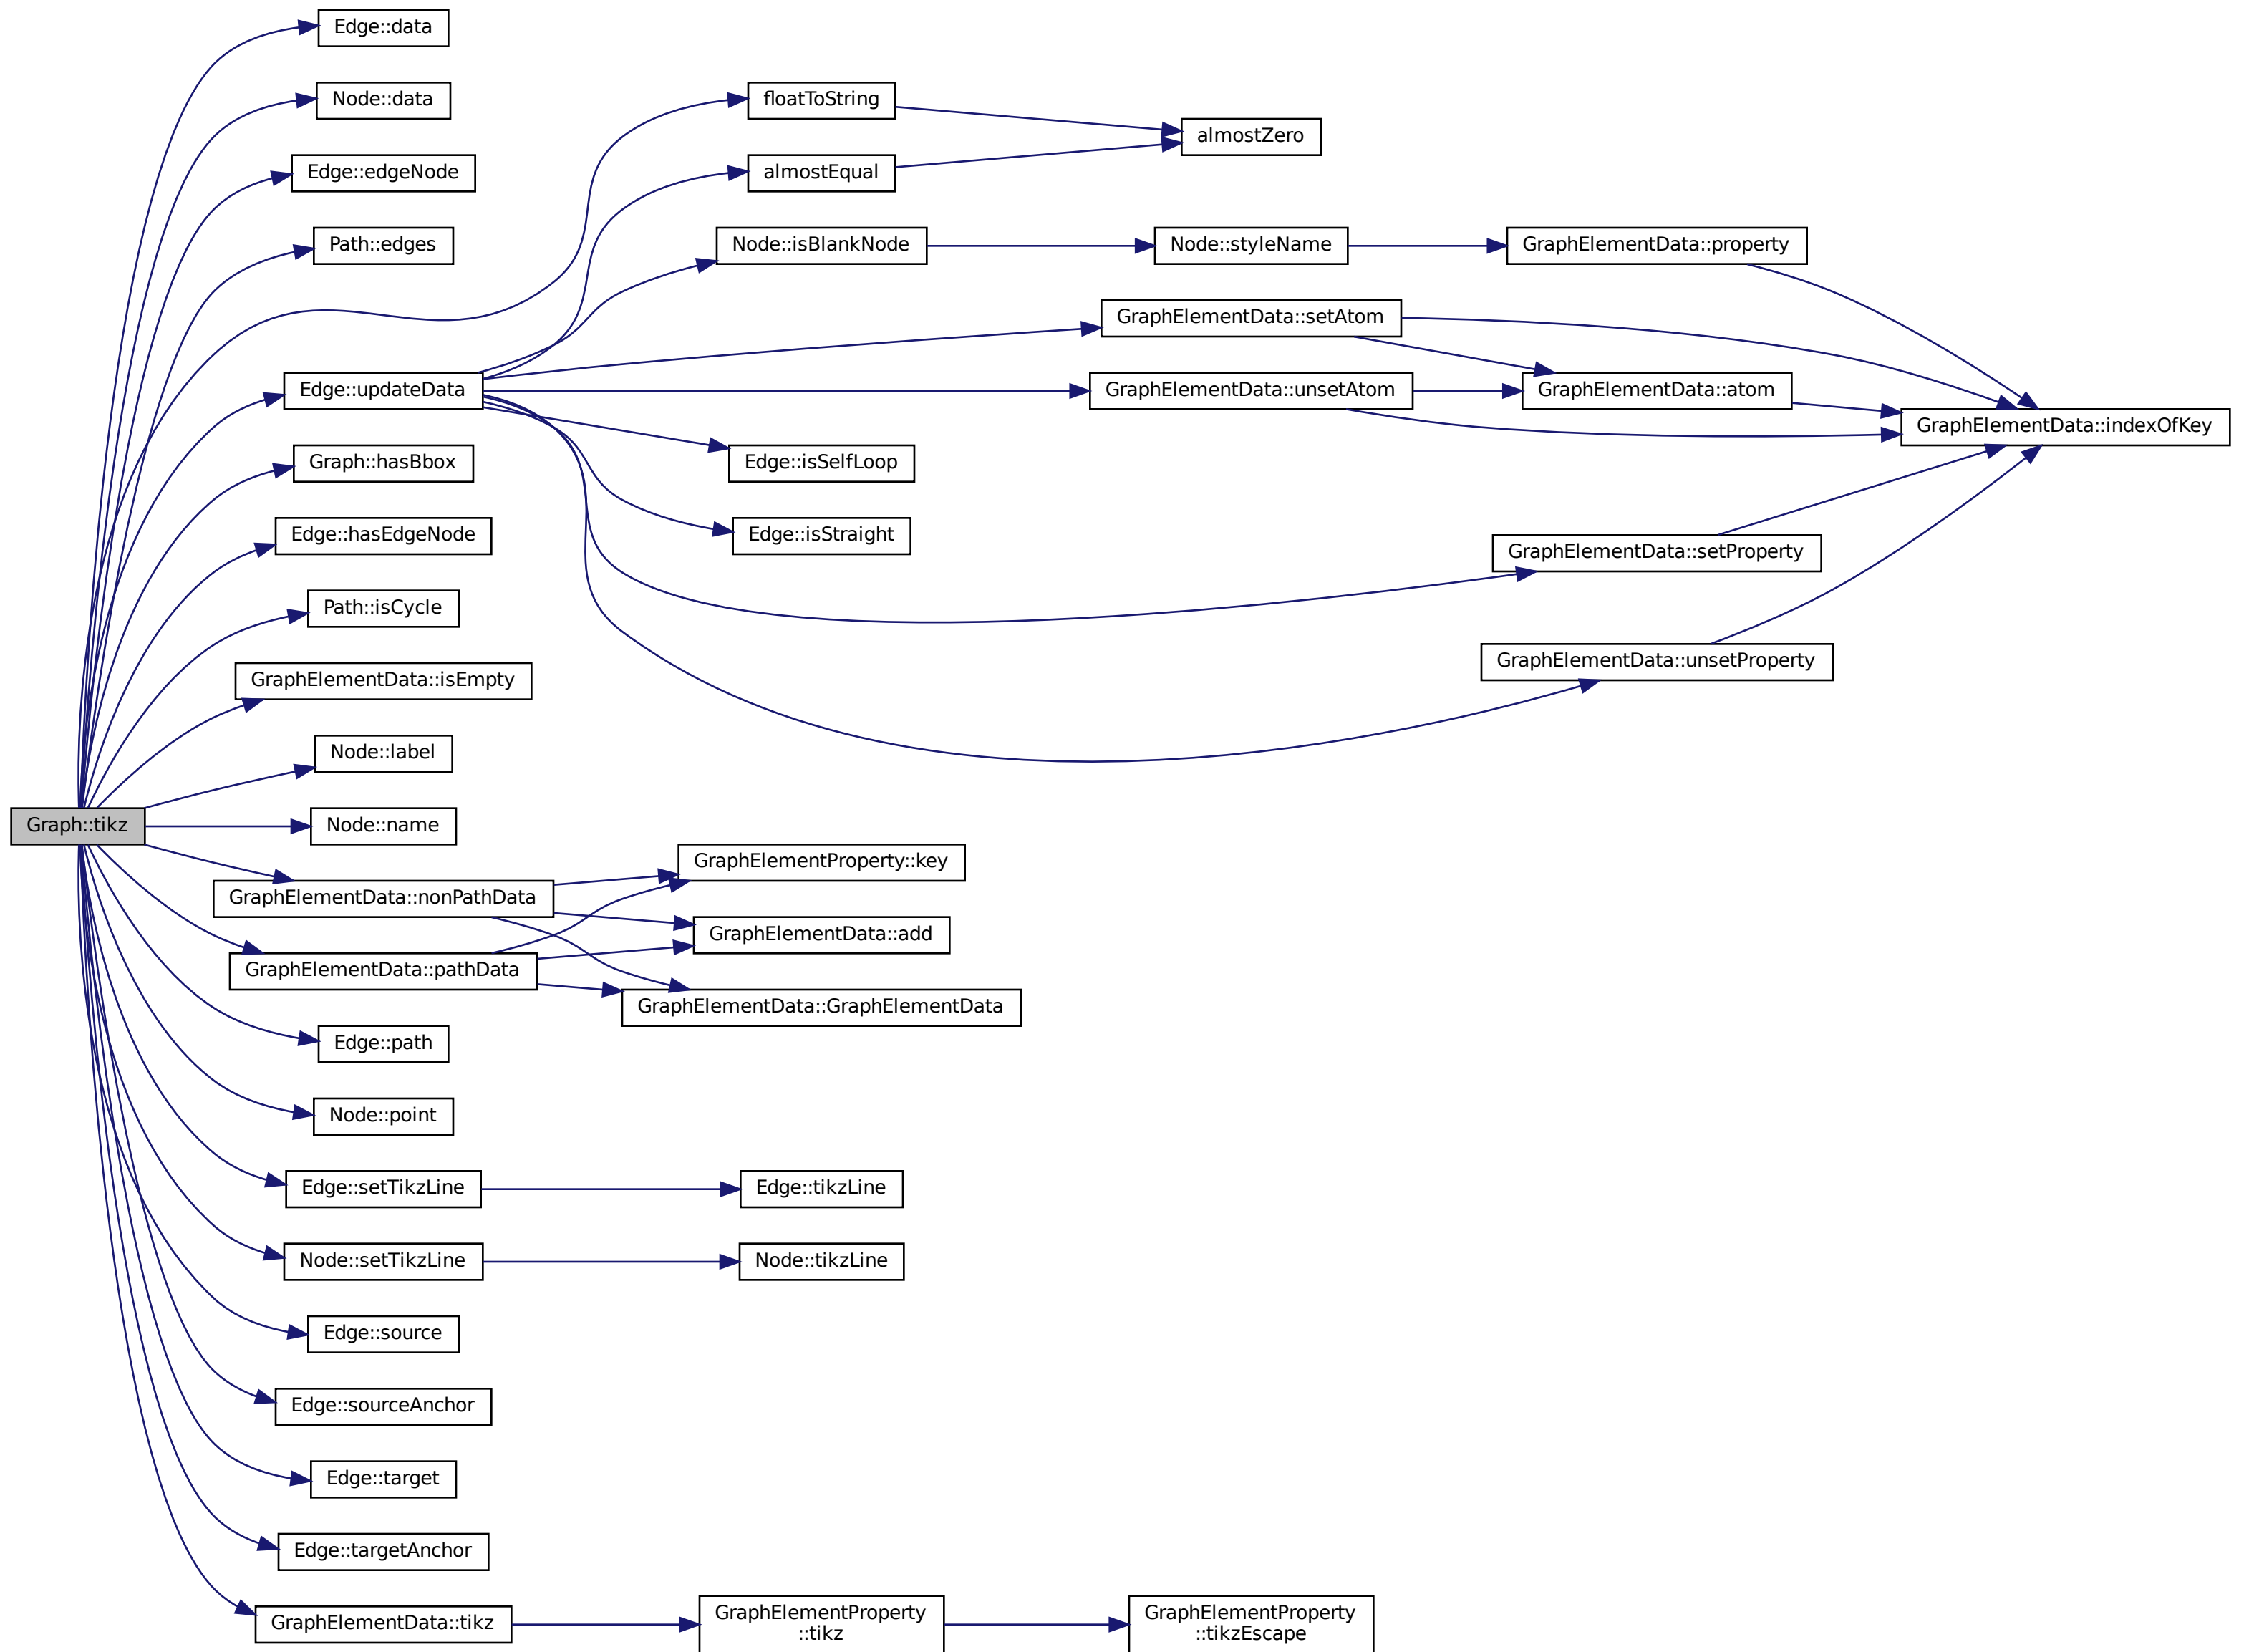 Edge::data
Node::data
floatToString
almostZero
Edge::edgeNode
almostEqual
Path::edges
Node::isBlankNode
Node::styleName
GraphElementData::property
GraphElementData::setAtom
Edge::updateData
GraphElementData::unsetAtom
GraphElementData::atom
GraphElementData::indexOfKey
Graph::hasBbox
Edge::isSelfLoop
Edge::hasEdgeNode
Edge::isStraight
GraphElementData::setProperty
Path::isCycle
GraphElementData::unsetProperty
GraphElementData::isEmpty
Node::label
Graph::tikz
Node::name
GraphElementProperty::key
GraphElementData::nonPathData
GraphElementData::add
GraphElementData::pathData
GraphElementData::GraphElementData
Edge::path
Node::point
Edge::setTikzLine
Edge::tikzLine
Node::setTikzLine
Node::tikzLine
Edge::source
Edge::sourceAnchor
Edge::target
Edge::targetAnchor
GraphElementData::tikz
GraphElementProperty
::tikz
GraphElementProperty
::tikzEscape